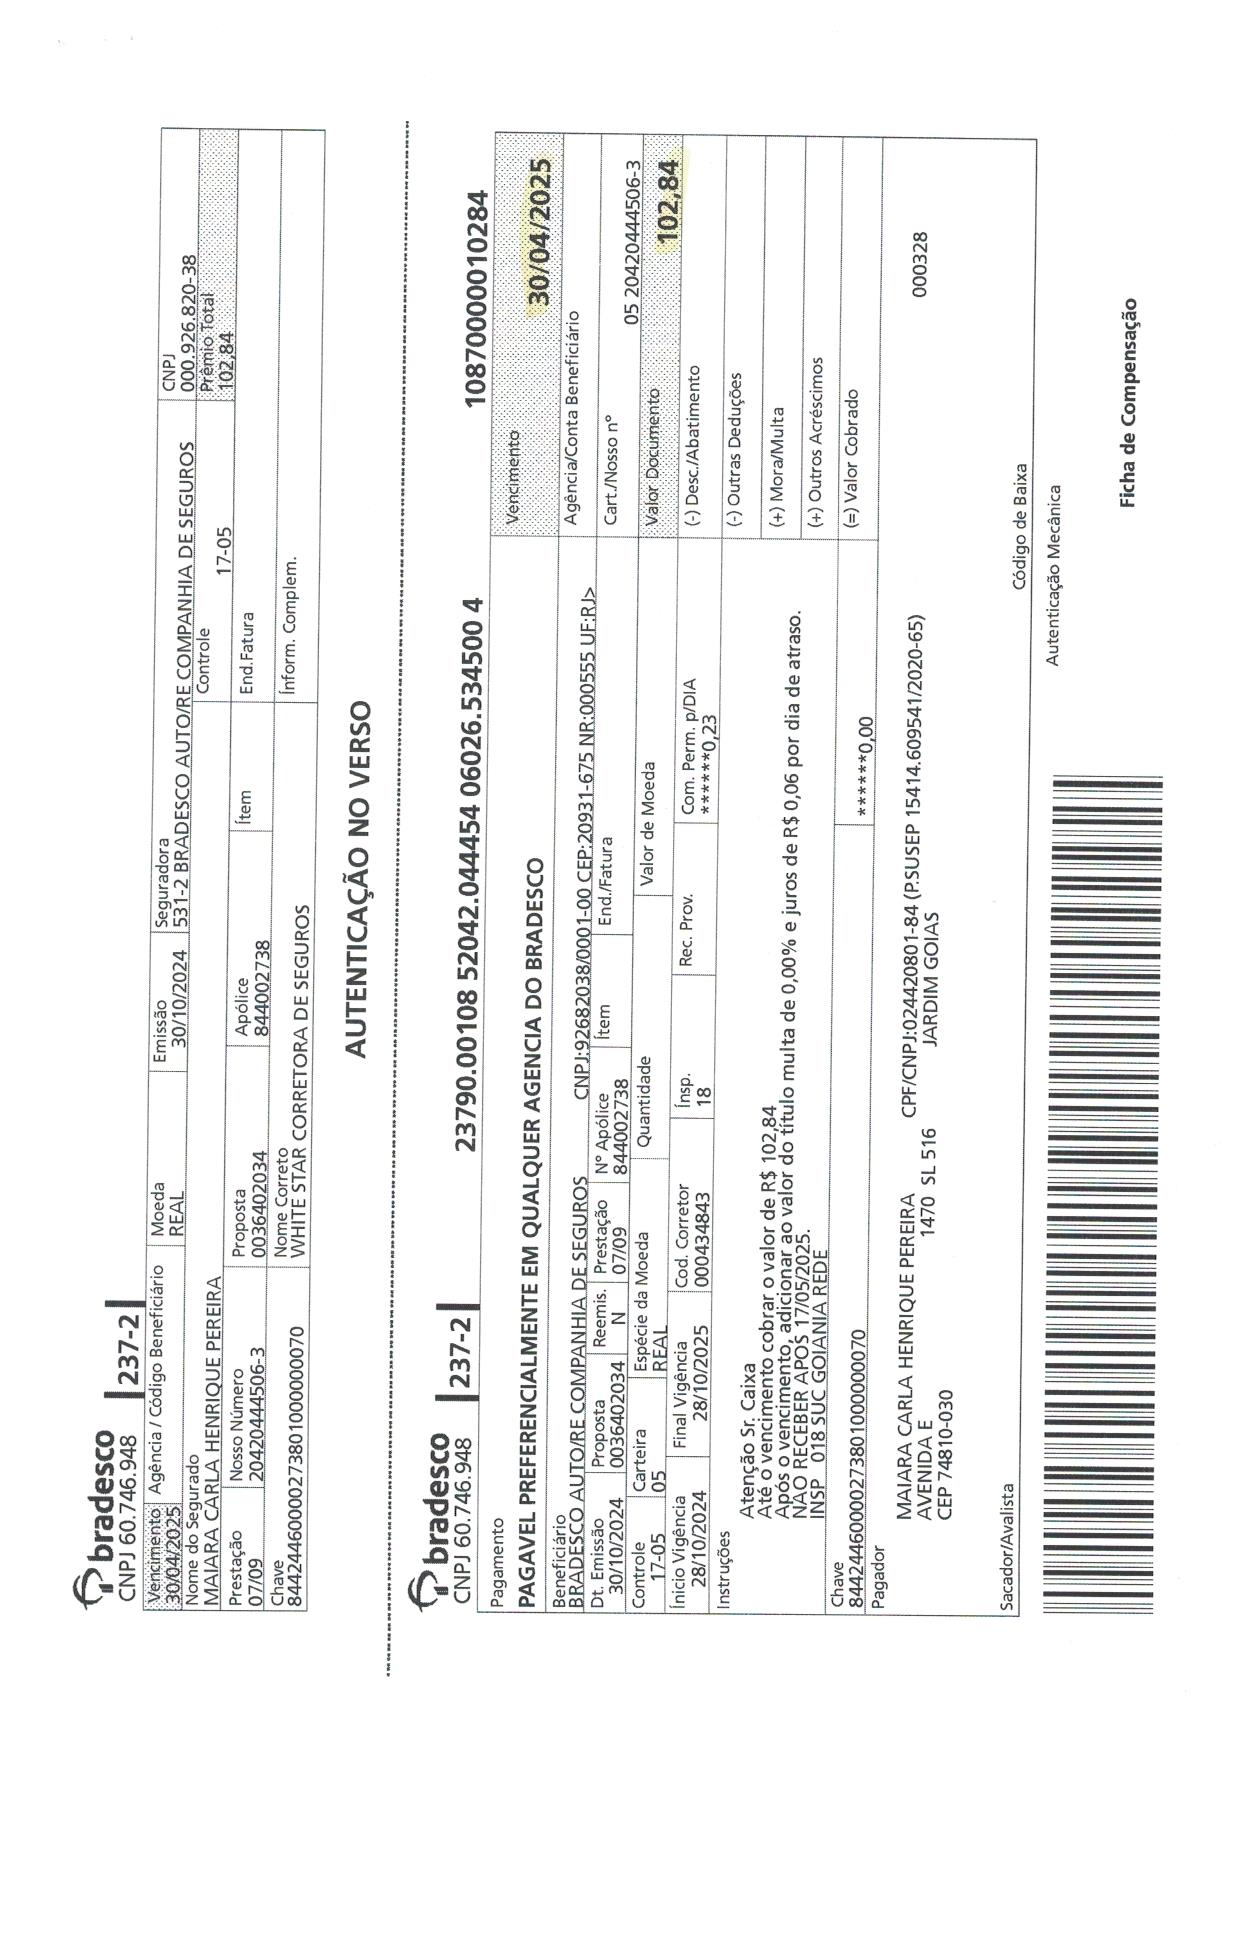 bradesco
CNPJ 60.746.948
237-2
Vencimento
30/04/2025
Agência / Código Beneficiário
Moeda
REAL
Emissão
30/10/2024
Seguradora
531-2 BRADESCO AUTO/RE COMPANHIA DE SEGUROS
CNPJ
000.926.820-38
Nome do Segurado
MAIARA CARLA HENRIQUE PEREIRA
Controle
17-05
Prêmio Total
102,84
Prestação
07/09
Nosso Número
20420444506-3
Proposta
0036402034
Apólice
844002738
Ítem
End.Fatura
Chave
844244600002738010000000070
Nome Correto
WHITE STAR CORRETORA DE SEGUROS
Ínform. Complem.
AUTENTICAÇÃO NO VERSO
bradesco
CNPJ 60.746.948
237-2
23790.00108 52042.044454 06026.534500 4 10870000010284
Pagamento
PAGAVEL PREFERENCIALMENTE EM QUALQUER AGENCIA DO BRADESCO
Vencimento
30/04/2025
Beneficiário
BRADESCO AUTO/RE COMPANHIA DE SEGUROS CNPJ:92682038/0001-00 CEP:20931-675 NR:000555 UF:RJ>
Agência/Conta Beneficiário
Dt. Emissão
30/10/2024
Proposta
0036402034
Reemis.
N
Prestação
07/09
N° Apólice
844002738
Ítem
End./Fatura
Cart./Nosso n°
05 20420444506-3
Controle
17-05
Carteira
05
Espécie da Moeda
REAL
Quantidade
Valor de Moeda
Valor Documento
102,84
Ínicio Vigência
28/10/2024
Final Vigência
28/10/2025
Cod. Corretor
000434843
Ínsp.
18
Rec. Prov.
Com. Perm. p/DIA
******0,23
(-) Desc./Abatimento
Instruções
Atenção Sr. Caixa
Até o vencimento cobrar o valor de R$ 102,84
Após o vencimento, adicionar ao valor do título multa de 0,00% e juros de R$ 0,06 por dia de atraso.
NAO RECEBER APOS 17/05/2025.
INSP 018 SUC GOIANIA REDE
(-) Outras Deduções
(+) Mora/Multa
(+) Outros Acréscimos
Chave
844244600002738010000000070
******0,00
(=) Valor Cobrado
Pagador
MAIARA CARLA HENRIQUE PEREIRA CPF/CNPJ:024420801-84 (P.SUSEP 15414.609541/2020-65)
AVENIDA E 1470 SL 516 JARDIM GOIAS
CEP 74810-030
000328
Sacador/Avalista
Código de Baixa
Autenticação Mecânica
Ficha de Compensação